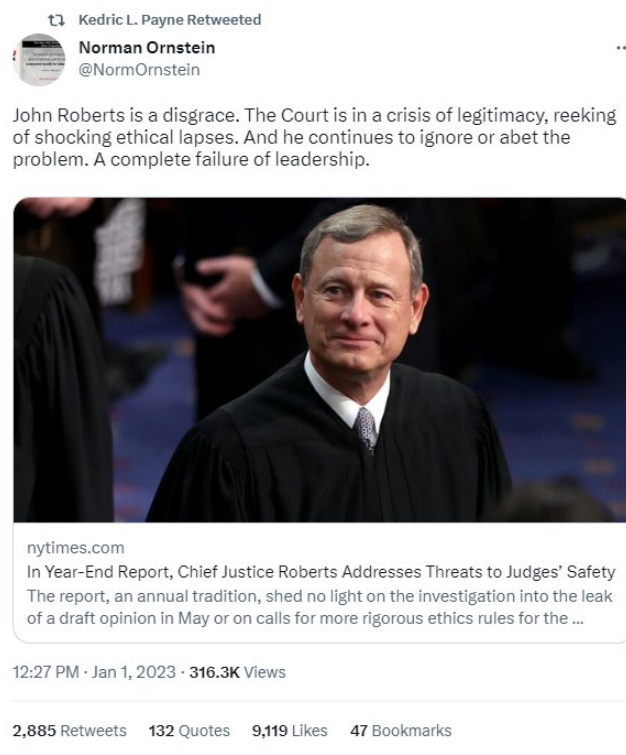 Kedric L. Payne Retweeted
Norman Ornstein
@NormOrnstein
John Roberts is a disgrace. The Court is in a crisis of legitimacy, reeking
of shocking ethical lapses. And he continues to ignore or abet the
problem. A complete failure of leadership.
nytimes.com
In Year-End Report, Chief Justice Roberts Addresses Threats to Judges’ Safety
The report, an annual tradition, shed no light on the investigation into the leak
of a draft opinion in May or on calls for more rigorous ethics rules for the ...
12:27 PM · Jan 1, 2023 · 316.3K Views
2,885 Retweets 132 Quotes 9,119 Likes 47 Bookmarks